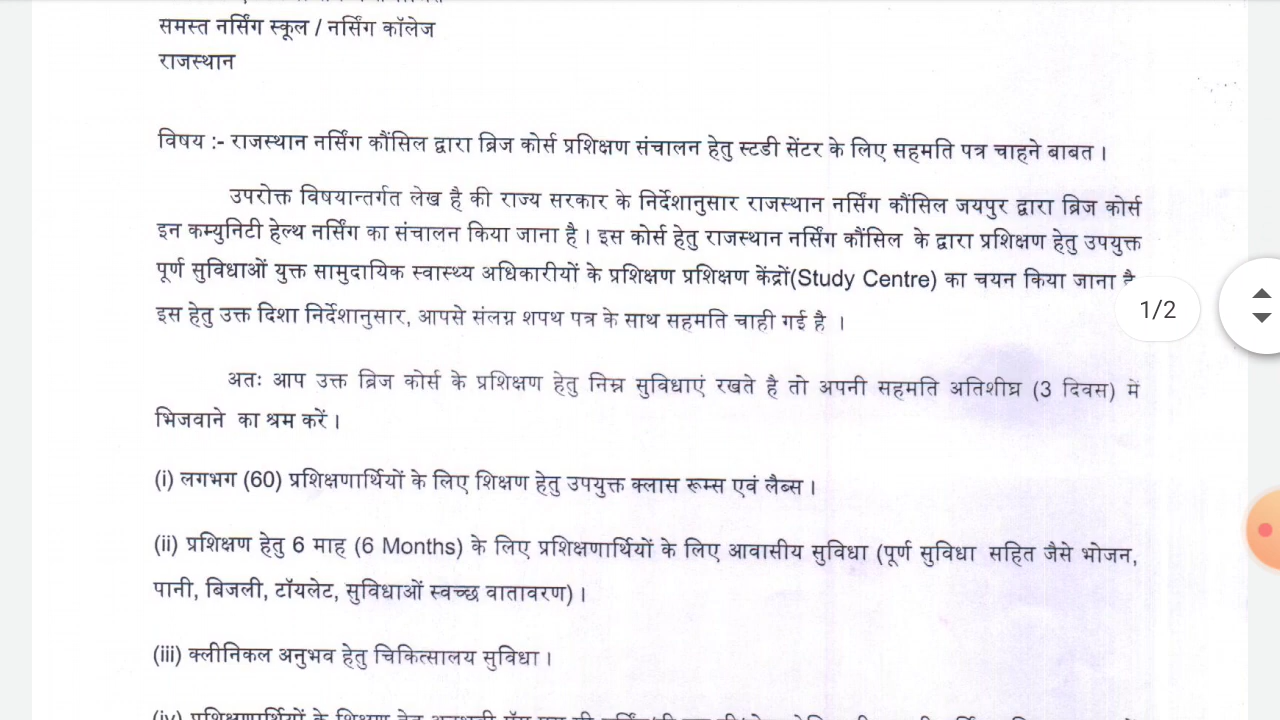 समस्त नर्सिंग स्कूल / नर्सिंग कॉलेज
राजस्थान
विषय :- राजस्थान नर्सिंग कौंसिल द्वारा ब्रिज कोर्स प्रशिक्षण संचालन हेतु स्टडी सेंटर के लिए सहमति पत्र चाहने बाबत ।
उपरोक्त विषयान्तर्गत लेख है की राज्य सरकार के निर्देशानुसार राजस्थान नर्सिंग कौंसिल जयपुर द्वारा ब्रिज कोर्स
इन कम्युनिटी हेल्थ नर्सिंग का संचालन किया जाना है । इस कोर्स हेतु राजस्थान नर्सिंग कौंसिल के द्वारा प्रशिक्षण हेतु उपयुक्त
पूर्ण सुविधाओं युक्त सामुदायिक स्वास्थ्य अधिकारीयों के प्रशिक्षण प्रशिक्षण केंद्रों(Study Centre) का चयन किया जाना है
इस हेतु उक्त दिशा निर्देशानुसार, आपसे संलग्न शपथ पत्र के साथ सहमति चाही गई है ।
1/2
अतः आप उक्त ब्रिज कोर्स के प्रशिक्षण हेतु निम्न सुविधाएं रखते है तो अपनी सहमति अतिशीघ्र (3 दिवस) में
भिजवाने का श्रम करें ।
(i) लगभग (60) प्रशिक्षणार्थियों के लिए शिक्षण हेतु उपयुक्त क्लास रूम्स एवं लैब्स ।
(ii) प्रशिक्षण हेतु 6 माह (6 Months) के लिए प्रशिक्षणार्थियों के लिए आवासीय सुविधा (पूर्ण सुविधा सहित जैसे भोजन,
पानी, बिजली, टॉयलेट, सुविधाओं स्वच्छ वातावरण) ।
(iii) क्लीनिकल अनुभव हेतु चिकित्सालय सुविधा ।
(iv) प्रशिक्षणार्थियों के शिक्षण हेतु